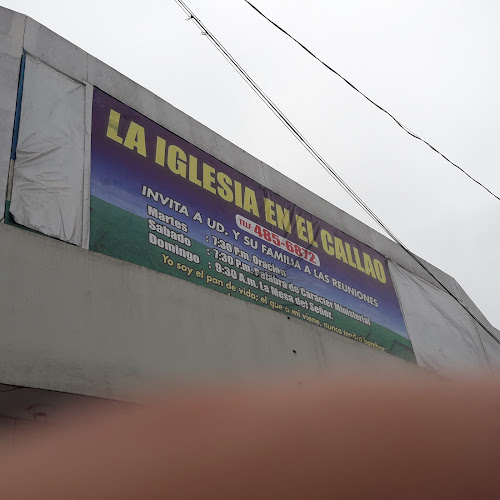 LA IGLESIA EN EL CALLAO
INVITA A UD. Y SU FAMILIA A LAS REUNIONES
TELF 485-6872
Martes : 7:30 P.m. Oración
Sabado : 7:30 P.m. Palabra de Carácter Ministerial
Domingo : 9:30 A.m. La Mesa del Señor.
Yo soy el pan de vida; el que a mi viene, nunca tendrá hambre;